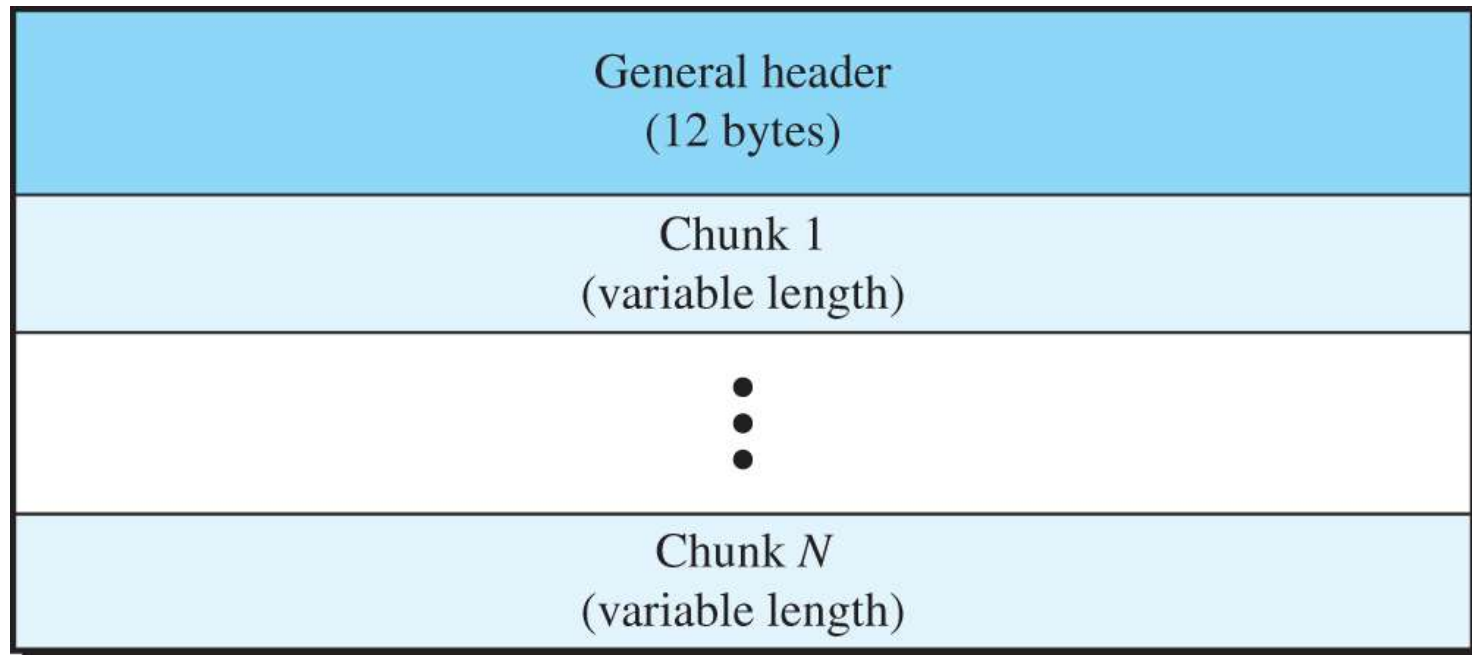 General header
(12 bytes)
Chunk 1
(variable length)
Chunk N
(variable length)